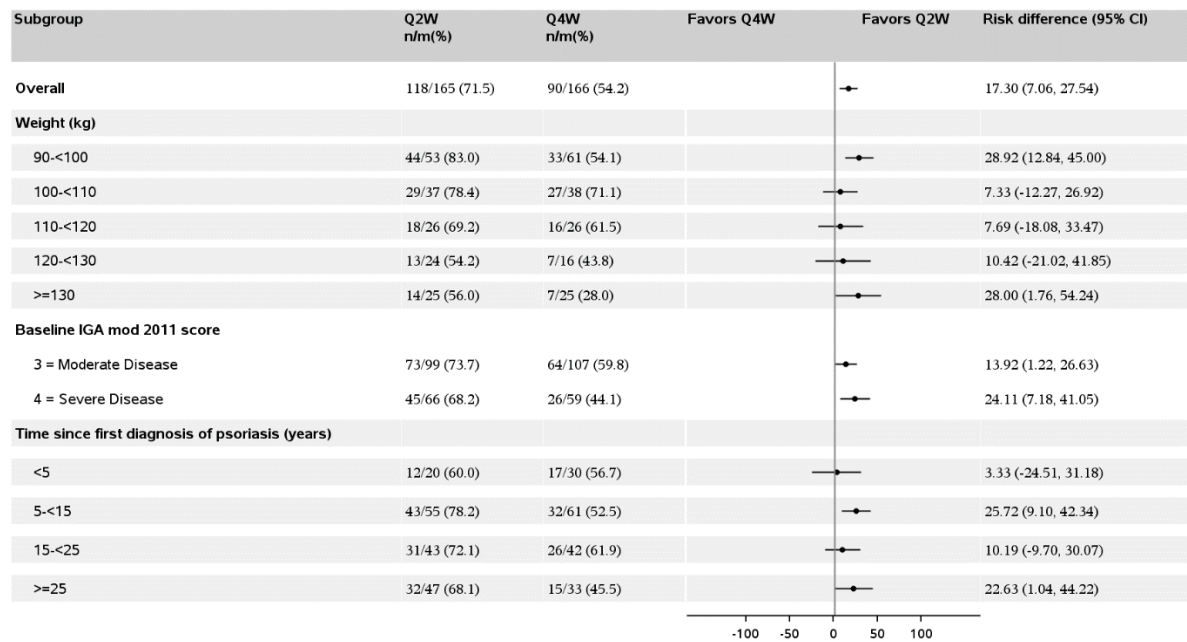 Subgroup Q2W Q4W Favors Q4W Favors Q2W Risk difference (95% CI)
n/m(%) n/m(%)
Overall 118/165 (71.5) 90/166 (54.2) 17.30 (7.06, 27.54)
Weight (kg)
90-<100 44/53 (83.0) 33/61 (54.1) 28.92 (12.84, 45.00)
100-<110 29/37 (78.4) 27/38 (71.1) 7.33 (-12.27, 26.92)
110-<120 18/26 (69.2) 16/26 (61.5) 7.69 (-18.08, 33.47)
120-<130 13/24 (54.2) 7/16 (43.8) 10.42 (-21.02, 41.85)
>=130 14/25 (56.0) 7/25 (28.0) 28.00 (1.76, 54.24)
Baseline IGA mod 2011 score
3 = Moderate Disease 73/99 (73.7) 64/107 (59.8) 13.92 (1.22, 26.63)
4 = Severe Disease 45/66 (68.2) 26/59 (44.1) 24.11 (7.18, 41.05)
Time since first diagnosis of psoriasis (years)
<5 12/20 (60.0) 17/30 (56.7) 3.33 (-24.51, 31.18)
5-<15 43/55 (78.2) 32/61 (52.5) 25.72 (9.10, 42.34)
15-<25 31/43 (72.1) 26/42 (61.9) 10.19 (-9.70, 30.07)
>=25 32/47 (68.1) 15/33 (45.5) 22.63 (1.04, 44.22)
-100 -50 0 50 100